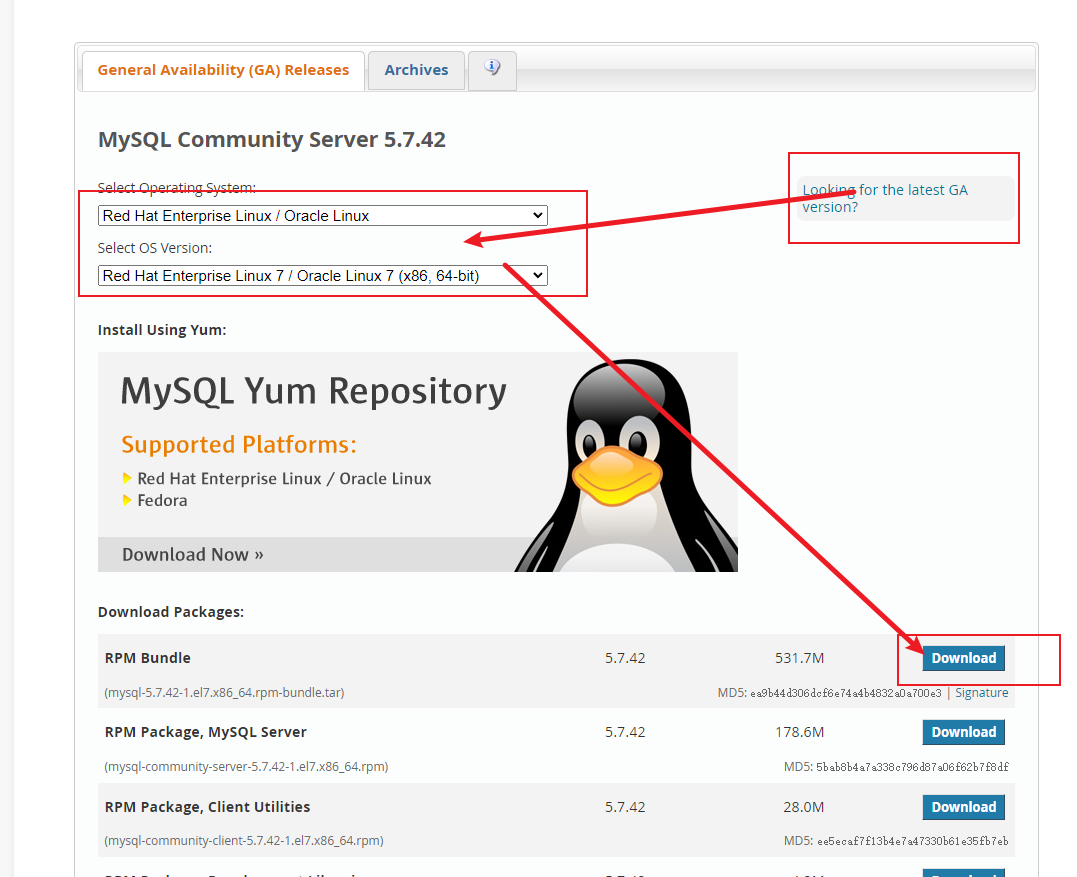 General Availability (GA) Releases
Archives
MySQL Community Server 5.7.42
Select Operating System:
Looking for the latest GA
version?
Red Hat Enterprise Linux / Oracle Linux
Select OS Version:
Red Hat Enterprise Linux 7 / Oracle Linux 7 (x86, 64-bit)
Install Using Yum:
MySQL Yum Repository
Supported Platforms:
Red Hat Enterprise Linux / Oracle Linux
Fedora
Download Now »
Download Packages:
RPM Bundle 5.7.42 531.7M Download
(mysql-5.7.42-1.el7.x86_64.rpm-bundle.tar) MD5: ea9b44d306dcf6e74a4b4832a0a700e3 | Signature
RPM Package, MySQL Server 5.7.42 178.6M Download
(mysql-community-server-5.7.42-1.el7.x86_64.rpm) MD5: 5bab8b4a7a338c796d87a06f62b7f8df
RPM Package, Client Utilities 5.7.42 28.0M Download
(mysql-community-client-5.7.42-1.el7.x86_64.rpm) MD5: ee5ecaf7f13b4e7a47330b61e35fb7eb